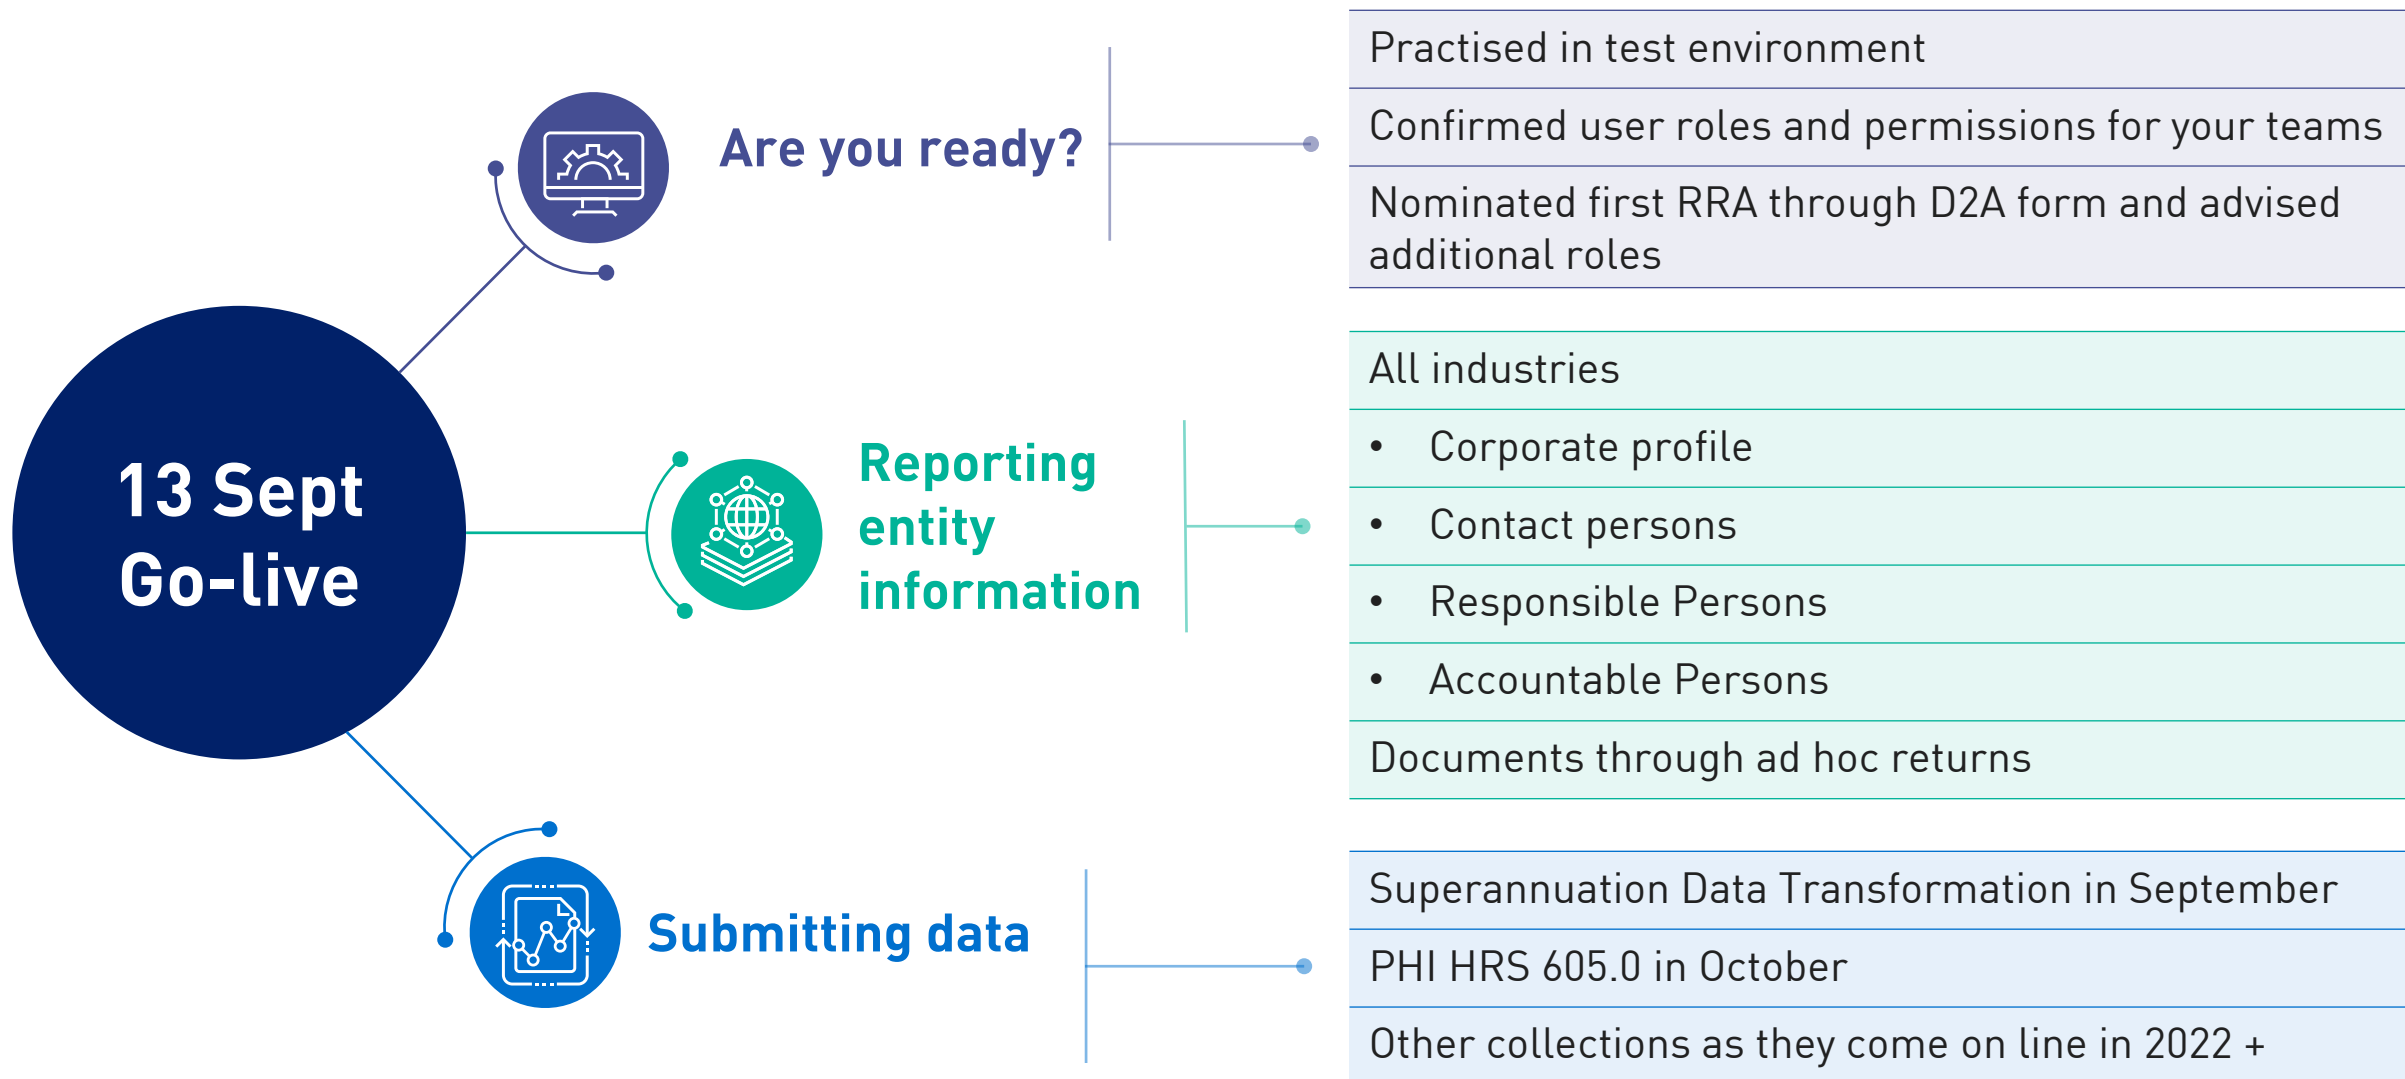 13 Sept
Go-live
Are you ready?
Practised in test environment
Confirmed user roles and permissions for your teams
Nominated first RRA through D2A form and advised
additional roles
Reporting
entity
information
All industries
• Corporate profile
• Contact persons
• Responsible Persons
• Accountable Persons
Documents through ad hoc returns
Submitting data
Superannuation Data Transformation in September
PHI HRS 605.0 in October
Other collections as they come on line in 2022 +